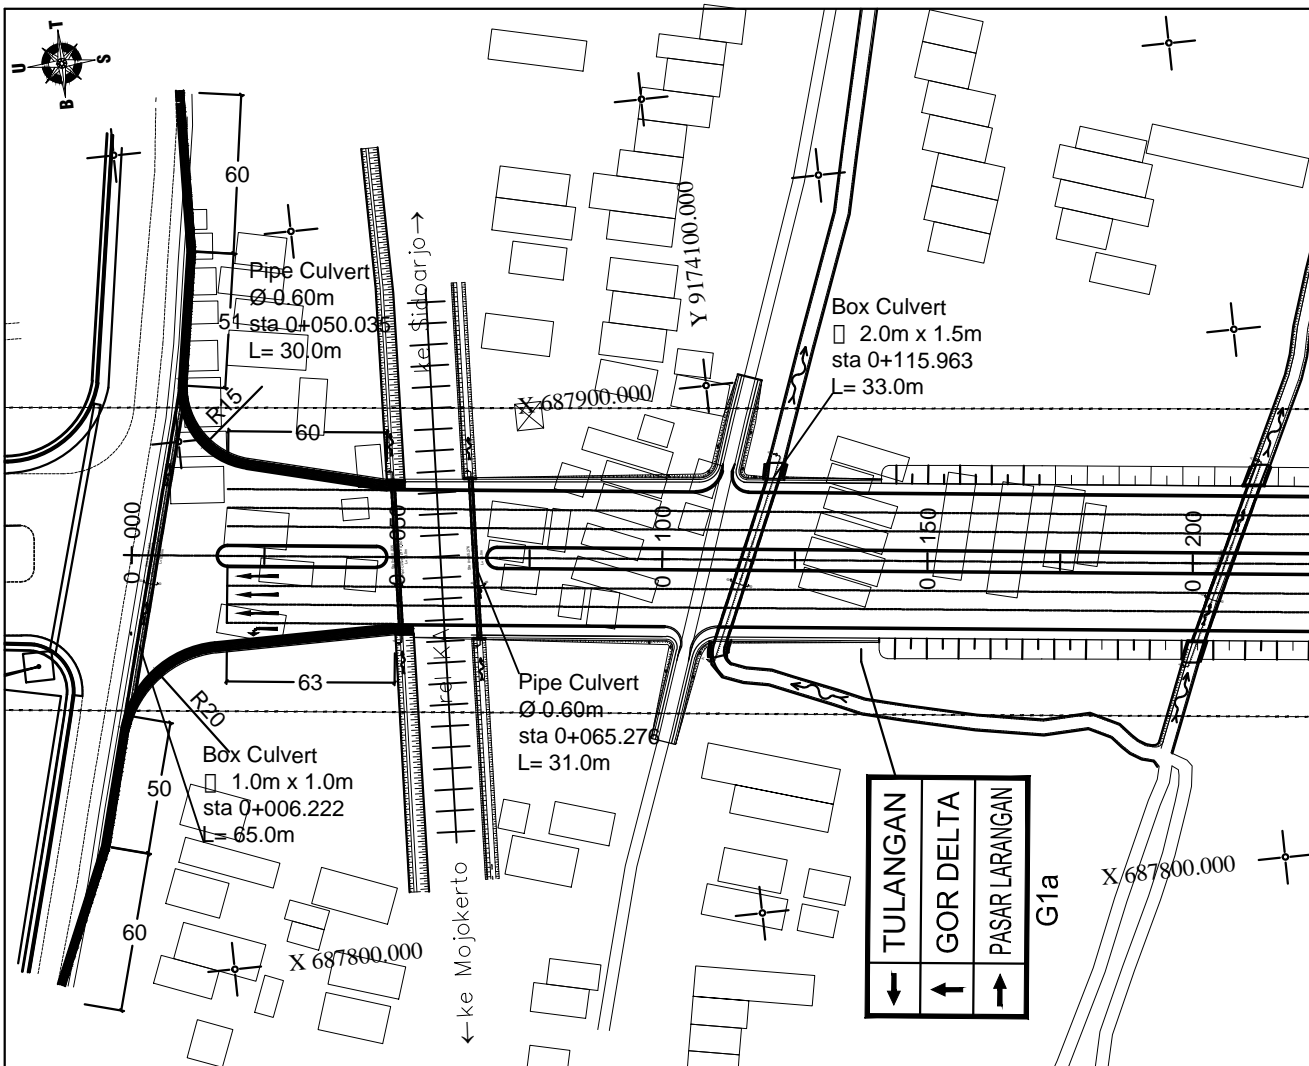 T
U
S
B
60
51
Pipe Culvert
Ø 0.60m
sta 0+050.035
L= 30.0m
R15
60
ke Sidoarjo→
Y 9174100.000
X 687900.000
Box Culvert
▯ 2.0m x 1.5m
sta 0+115.963
L= 33.0m
0 000
0 050
0 100
0 150
0 200
rel KA
63
R20
50
60
Box Culvert
▯ 1.0m x 1.0m
sta 0+006.222
L= 65.0m
Pipe Culvert
Ø 0.60m
sta 0+065.276
L= 31.0m
←ke Mojokerto
X 687800.000
TULANGAN
GOR DELTA
PASAR LARANGAN
G1a
X 687800.000